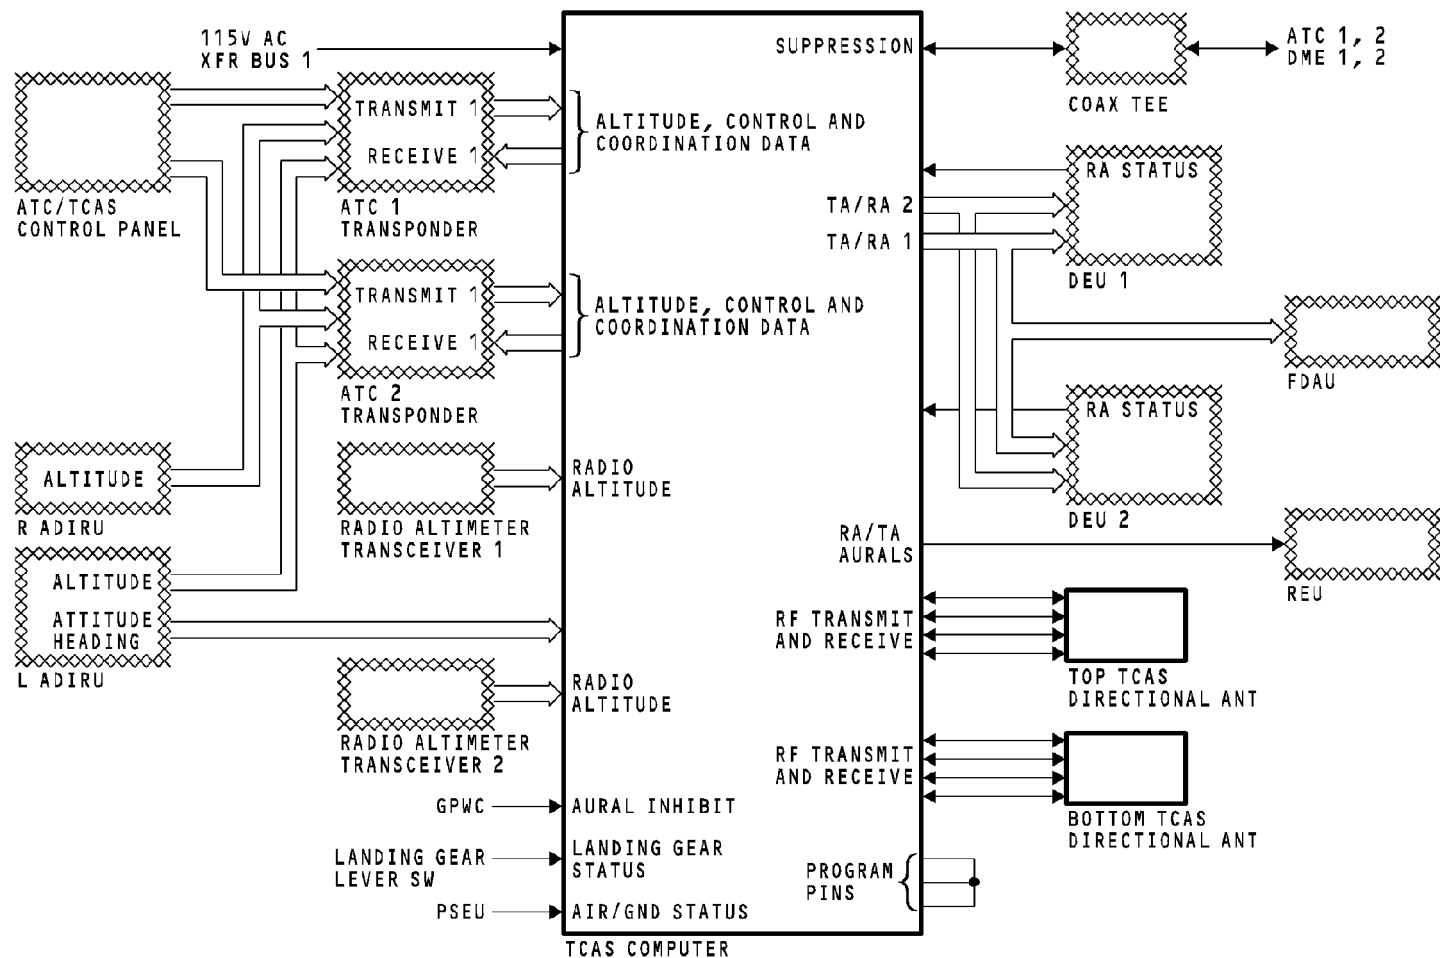 115V AC
XFR BUS 1
ATC/TCAS
CONTROL PANEL
TRANSMIT 1
RECEIVE 1
ATC 1
TRANSPONDER
ALTITUDE, CONTROL AND
COORDINATION DATA
TRANSMIT 1
RECEIVE 1
ATC 2
TRANSPONDER
ALTITUDE, CONTROL AND
COORDINATION DATA
ALTITUDE
R ADIRU
RADIO ALTIMETER
TRANSCEIVER 1
RADIO
ALTITUDE
ALTITUDE
ATTITUDE
HEADING
L ADIRU
RADIO ALTIMETER
TRANSCEIVER 2
RADIO
ALTITUDE
GPWC
AURAL INHIBIT
LANDING GEAR
LEVER SW
LANDING GEAR
STATUS
PSEU
AIR/GND STATUS
TCAS COMPUTER
SUPPRESSION
COAX TEE
ATC 1, 2
DME 1, 2
RA STATUS
TA/RA 2
TA/RA 1
DEU 1
FDAU
RA STATUS
DEU 2
RA/TA
AURALS
REU
RF TRANSMIT
AND RECEIVE
TOP TCAS
DIRECTIONAL ANT
RF TRANSMIT
AND RECEIVE
BOTTOM TCAS
DIRECTIONAL ANT
PROGRAM
PINS